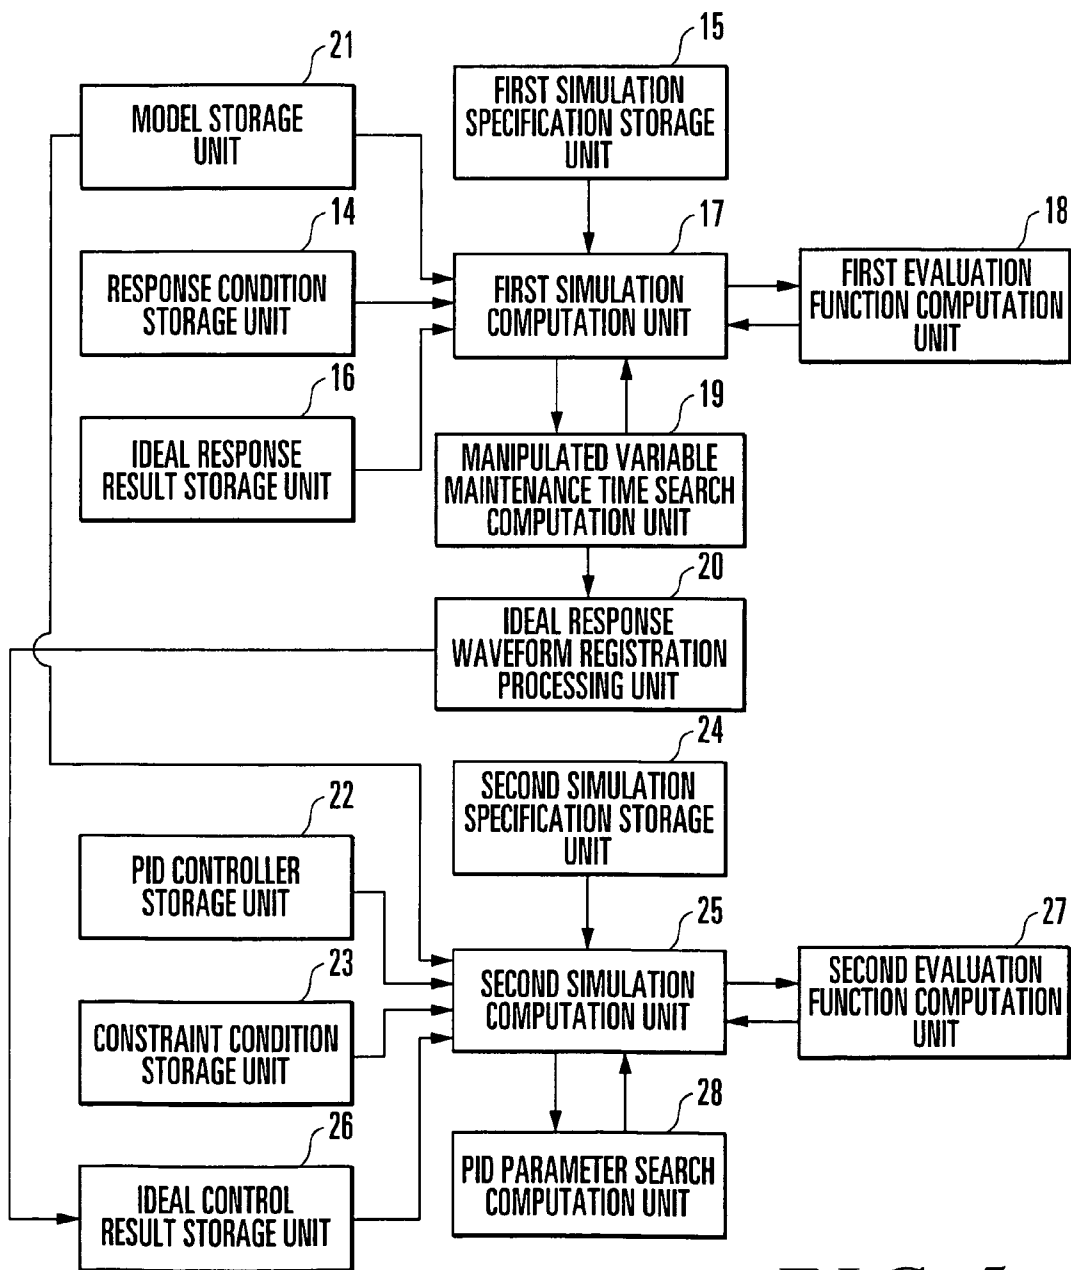 21
MODEL STORAGE
UNIT
15
FIRST SIMULATION
SPECIFICATION STORAGE
UNIT
14
RESPONSE CONDITION
STORAGE UNIT
17
FIRST SIMULATION
COMPUTATION UNIT
18
FIRST EVALUATION
FUNCTION COMPUTATION
UNIT
16
IDEAL RESPONSE
RESULT STORAGE UNIT
19
MANIPULATED VARIABLE
MAINTENANCE TIME SEARCH
COMPUTATION UNIT
20
IDEAL RESPONSE
WAVEFORM REGISTRATION
PROCESSING UNIT
24
SECOND SIMULATION
SPECIFICATION STORAGE
UNIT
22
PID CONTROLLER
STORAGE UNIT
25
SECOND SIMULATION
COMPUTATION UNIT
27
SECOND EVALUATION
FUNCTION COMPUTATION
UNIT
23
CONSTRAINT CONDITION
STORAGE UNIT
28
PID PARAMETER SEARCH
COMPUTATION UNIT
26
IDEAL CONTROL
RESULT STORAGE UNIT